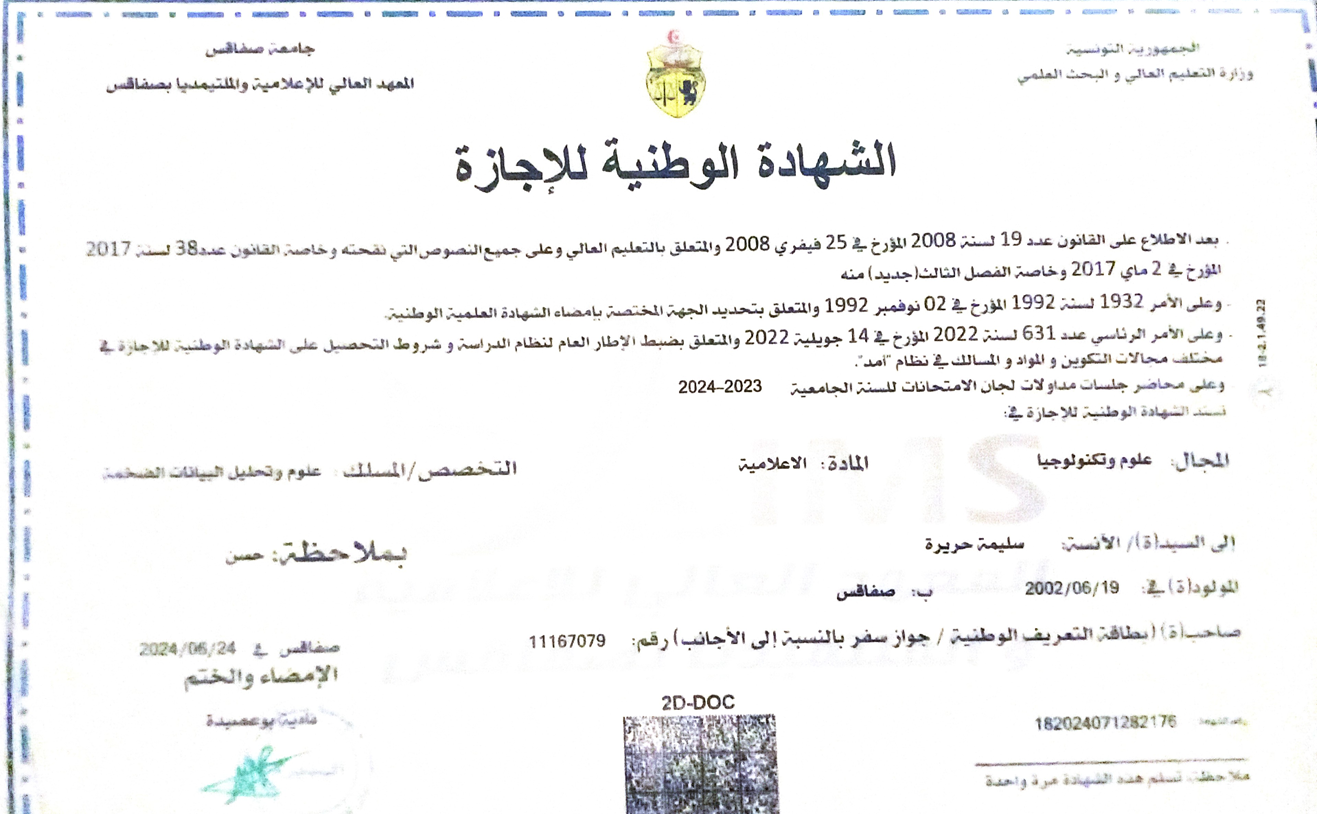 الجمهورية التونسية
وزارة التعليم العالي و البحث العلمي
جامعة صفاقس
المعهد العالي للإعلامية والملتيمديا بصفاقس
الشهادة الوطنية للإجازة
. بعد الاطلاع على القانون عدد 19 لسنة 2008 المؤرخ في 25 فيفري 2008 والمتعلق بالتعليم العالي وعلى جميع النصوص التي نقحته وخاصة القانون عدد38 لسنة 2017
المؤرخ في 2 ماي 2017 وخاصة الفصل الثالث(جديد) منه
. وعلى الأمر 1932 لسنة 1992 المؤرخ في 02 نوفمبر 1992 والمتعلق بتحديد الجهة المختصة بإمضاء الشهادة العلمية الوطنية.
. وعلى الأمر الرئاسي عدد 631 لسنة 2022 المؤرخ في 14 جويلية 2022 والمتعلق بضبط الإطار العام لنظام الدراسة و شروط التحصيل على الشهادة الوطنية للإجازة في
مختلف مجالات التكوين و المواد و المسالك في نظام "أمد".
. وعلى محاضر جلسات مداولات لجان الامتحانات للسنة الجامعية 2023-2024
نسند الشهادة الوطنية للإجازة في:
المجال: علوم وتكنولوجيا المادة: الاعلامية التخصص/المسلك : علوم وتحليل البيانات الضخمة
إلى السيد(ة)/ الأنسة: سليمة حريرة بملاحظة: حسن
المولود(ة) في: 2002/06/19 ب: صفاقس
صاحب(ة) (بطاقة التعريف الوطنية / جواز سفر بالنسبة إلى الأجانب) رقم: 11167079
صفاقس في 2024/06/24
الإمضاء والختم
نادية بوعصيدة
2D-DOC
182024071282176
ملاحظة: تسلم هذه الشهادة مرة واحدة
18-2.1.49.22